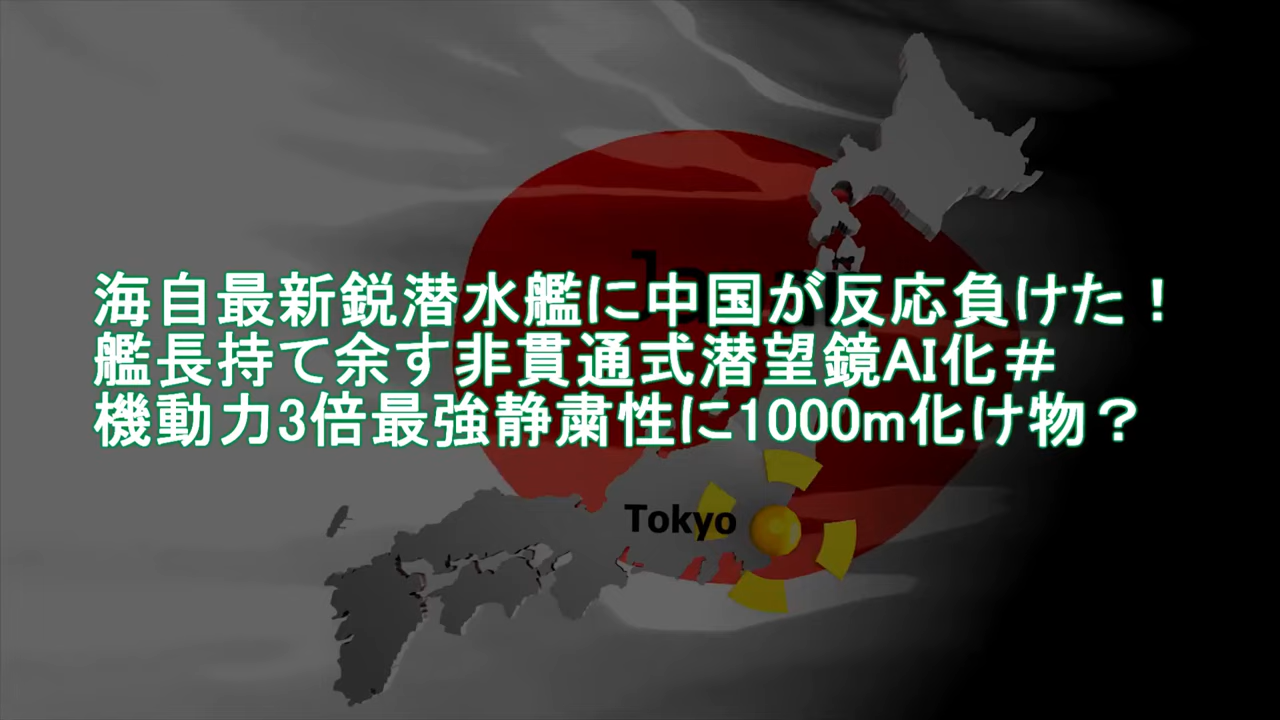 Japan
海自最新鋭潜水艦に中国が反応負けた！
艦長持て余す非貫通式潜望鏡AI化＃
機動力3倍最強静粛性に1000m化け物？
Tokyo